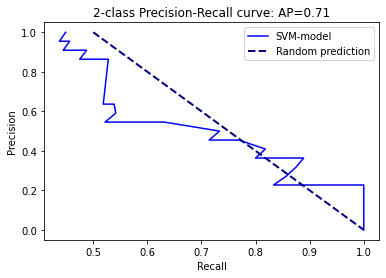 2-class Precision-Recall curve: AP=0.71
SVM-model
Random prediction
Precision
1.0
0.8
0.6
0.4
0.2
0.0
0.5
0.6
0.7
0.8
0.9
1.0
Recall